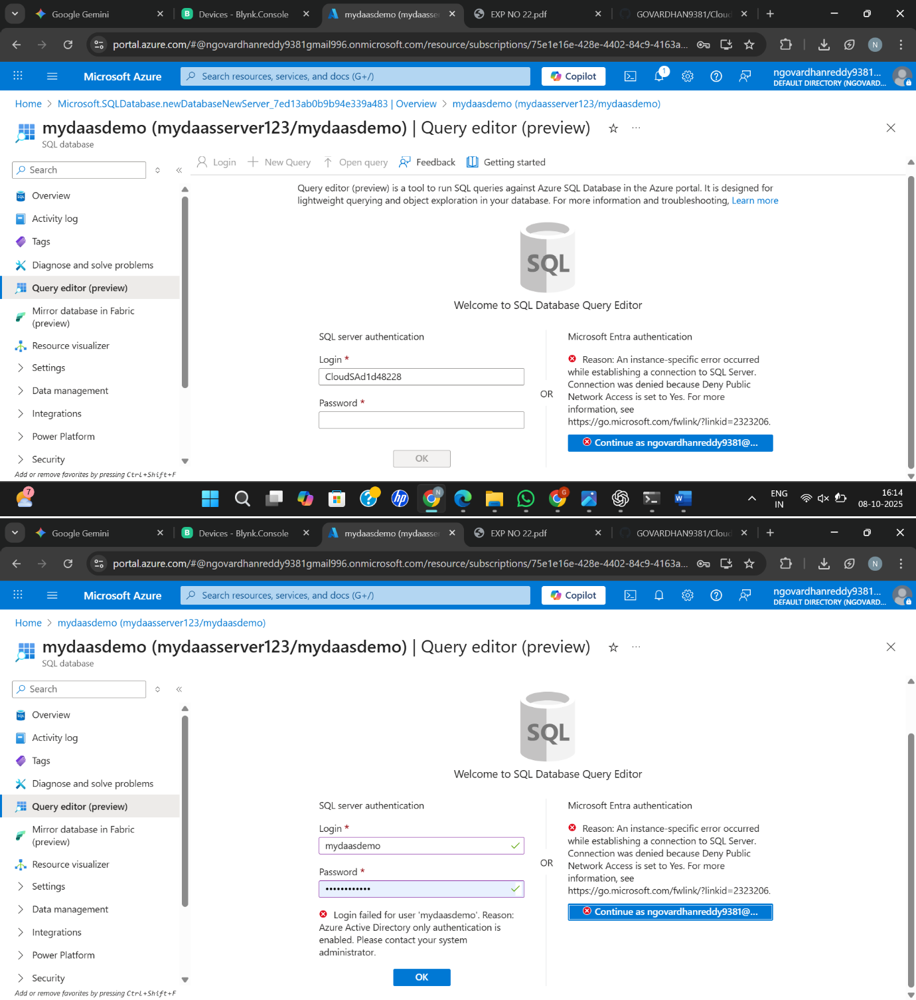 Google Gemini
Devices - Blynk.Console
mydaasdemo (mydaasser
EXP NO 22.pdf
GOVARDHAN9381/Cloud
portal.azure.com/#@ngovardhanreddy9381gmail996.onmicrosoft.com/resource/subscriptions/75e1e16e-428e-4402-84c9-4163a...
N
Microsoft Azure
Search resources, services, and docs (G+/)
Copilot
1
ngovardhanreddy9381...
DEFAULT DIRECTORY (NGOVARD...
Home > Microsoft.SQLDatabase.newDatabaseNewServer_7ed13ab0b9b94e339a483 | Overview > mydaasdemo (mydaasserver123/mydaasdemo)
mydaasdemo (mydaasserver123/mydaasdemo) | Query editor (preview)
SQL database
Search
Overview
Activity log
Tags
Diagnose and solve problems
Query editor (preview)
Mirror database in Fabric
(preview)
Resource visualizer
Settings
Data management
Integrations
Power Platform
Security
Add or remove favorites by pressing Ctrl+Shift+F
Login
New Query
Open query
Feedback
Getting started
Query editor (preview) is a tool to run SQL queries against Azure SQL Database in the Azure portal. It is designed for
lightweight querying and object exploration in your database. For more information and troubleshooting, Learn more
SQL
Welcome to SQL Database Query Editor
SQL server authentication
Login *
CloudSAd1d48228
Password *
OK
OR
Microsoft Entra authentication
Reason: An instance-specific error occurred
while establishing a connection to SQL Server.
Connection was denied because Deny Public
Network Access is set to Yes. For more
information, see
https://go.microsoft.com/fwlink/?linkid=2323206.
Continue as ngovardhanreddy9381@...
7
hp
N
G
W
ENG
IN
16:14
08-10-2025
Google Gemini
Devices - Blynk.Console
mydaasdemo (mydaasser
EXP NO 22.pdf
GOVARDHAN9381/Cloud
portal.azure.com/#@ngovardhanreddy9381gmail996.onmicrosoft.com/resource/subscriptions/75e1e16e-428e-4402-84c9-4163a...
N
Microsoft Azure
Search resources, services, and docs (G+/)
Copilot
ngovardhanreddy9381...
DEFAULT DIRECTORY (NGOVARD...
Home > mydaasdemo (mydaasserver123/mydaasdemo)
mydaasdemo (mydaasserver123/mydaasdemo) | Query editor (preview)
SQL database
Search
Overview
Activity log
Tags
Diagnose and solve problems
Query editor (preview)
Mirror database in Fabric
(preview)
Resource visualizer
Settings
Data management
Integrations
Power Platform
Security
Add or remove favorites by pressing Ctrl+Shift+F
SQL
Welcome to SQL Database Query Editor
SQL server authentication
Login *
mydaasdemo
Password *
••••••••••••
Login failed for user 'mydaasdemo'. Reason:
Azure Active Directory only authentication is
enabled. Please contact your system
administrator.
OK
OR
Microsoft Entra authentication
Reason: An instance-specific error occurred
while establishing a connection to SQL Server.
Connection was denied because Deny Public
Network Access is set to Yes. For more
information, see
https://go.microsoft.com/fwlink/?linkid=2323206.
Continue as ngovardhanreddy9381@...